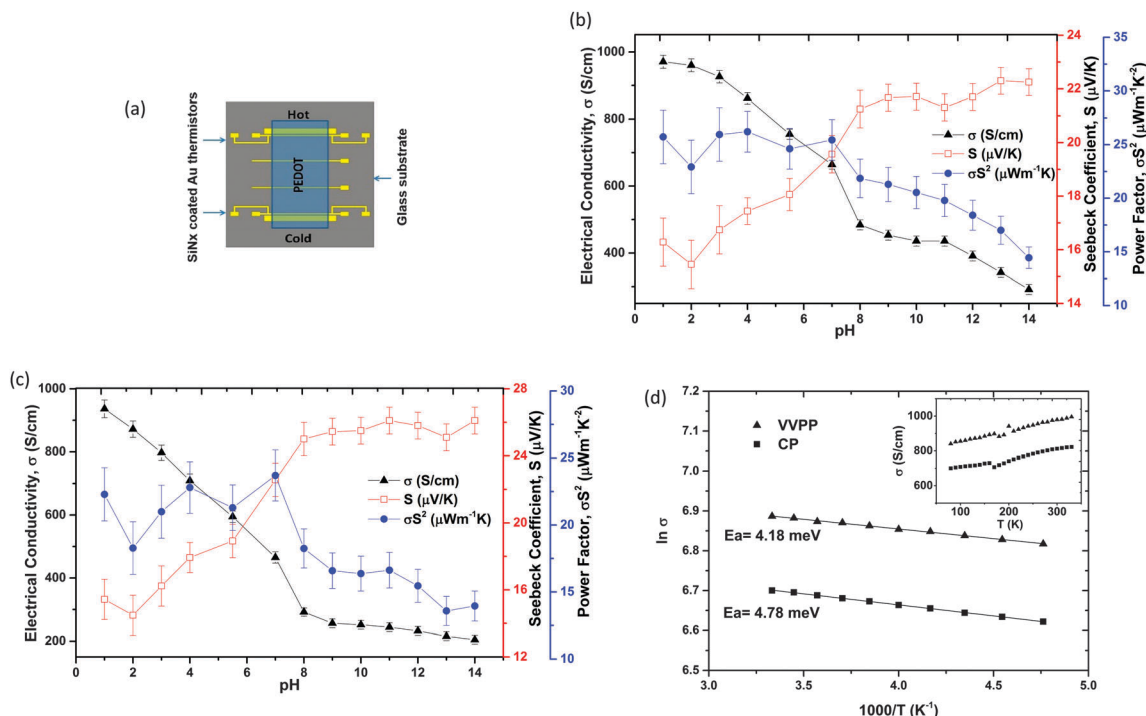 (a)
SiNx coated Au thermistors
Hot
PEDOT
Cold
Glass substrate
(b)
Electrical Conductivity, σ (S/cm)
1000
800
600
400
0 2 4 6 8 10 12 14
pH
σ (S/cm)
S (μV/K)
σS² (μWm⁻¹K)
24
22
20
18
16
14
Seebeck Coefficient, S (μV/K)
35
30
25
20
15
10
Power Factor, σS² (μWm⁻¹K⁻²)
(c)
Electrical Conductivity, σ (S/cm)
1000
800
600
400
200
0 2 4 6 8 10 12 14
pH
σ (S/cm)
S (μV/K)
σS² (μWm⁻¹K)
28
26
22
20
16
14
13
Seebeck Coefficient, S (μV/K)
30
25
20
15
10
Power Factor, σS² (μWm⁻¹K⁻²)
(d)
ln σ
7.2
7.1
7.0
6.9
6.8
6.7
6.6
6.5
3.0 3.5 4.0 4.5 5.0
1000/T (K⁻¹)
VVPP
CP
Ea= 4.18 meV
Ea= 4.78 meV
σ (S/cm)
1000
800
600
100 200 300
T (K)